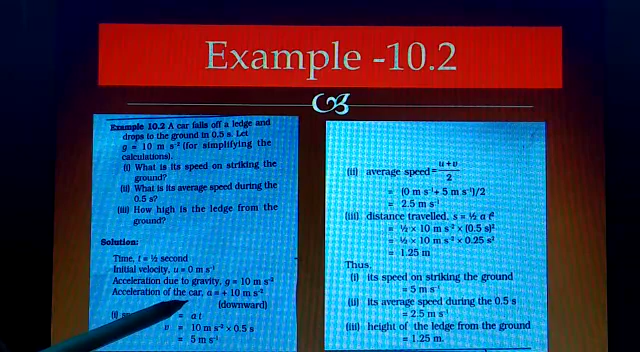 Example -10.2
Example 10.2 A car falls off a ledge and
drops to the ground in 0.5 s. Let
g = 10 m s⁻² (for simplifying the
calculations).
(i) What is its speed on striking the
ground?
(ii) What is its average speed during the
0.5 s?
(iii) How high is the ledge from the
ground?
Solution:
Time, t = ½ second
Initial velocity, u = 0 m s⁻¹
Acceleration due to gravity, g = 10 m s⁻²
Acceleration of the car, a = + 10 m s⁻²
(downward)
(i) = a t
v = 10 m s⁻² × 0.5 s
= 5 m s⁻¹
(ii) average speed = u + v
2
= (0 m s⁻¹ + 5 m s⁻¹)/2
= 2.5 m s⁻¹
(iii) distance travelled, s = ½ a t²
= ½ × 10 m s⁻² × (0.5 s)²
= ½ × 10 m s⁻² × 0.25 s²
= 1.25 m
Thus
(i) its speed on striking the ground
= 5 m s⁻¹
(ii) its average speed during the 0.5 s
= 2.5 m s⁻¹
(iii) height of the ledge from the ground
= 1.25 m.